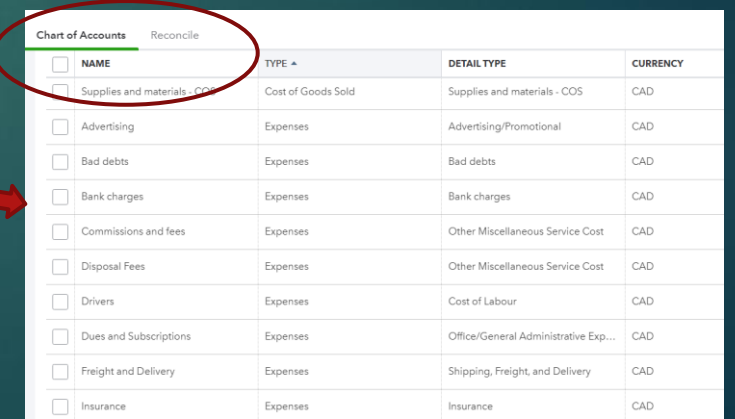 Chart of Accounts Reconcile
NAME TYPE DETAIL TYPE CURRENCY
Supplies and materials - COS Cost of Goods Sold Supplies and materials - COS CAD
Advertising Expenses Advertising/Promotional CAD
Bad debts Expenses Bad debts CAD
Bank charges Expenses Bank charges CAD
Commissions and fees Expenses Other Miscellaneous Service Cost CAD
Disposal Fees Expenses Other Miscellaneous Service Cost CAD
Drivers Expenses Cost of Labour CAD
Dues and Subscriptions Expenses Office/General Administrative Exp... CAD
Freight and Delivery Expenses Shipping, Freight, and Delivery CAD
Insurance Expenses Insurance CAD